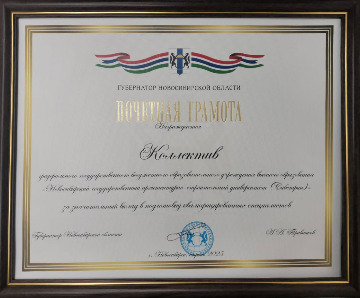 ГУБЕРНАТОР НОВОСИБИРСКОЙ ОБЛАСТИ
ПОЧЕТНАЯ ГРАМОТА
Награждается
Коллектив
федерального государственного бюджетного образовательного учреждения высшего образования
«Новосибирский государственный архитектурно-строительный университет (Сибстрин)»
за значительный вклад в подготовку квалифицированных специалистов
Губернатор Новосибирской области
г. Новосибирск